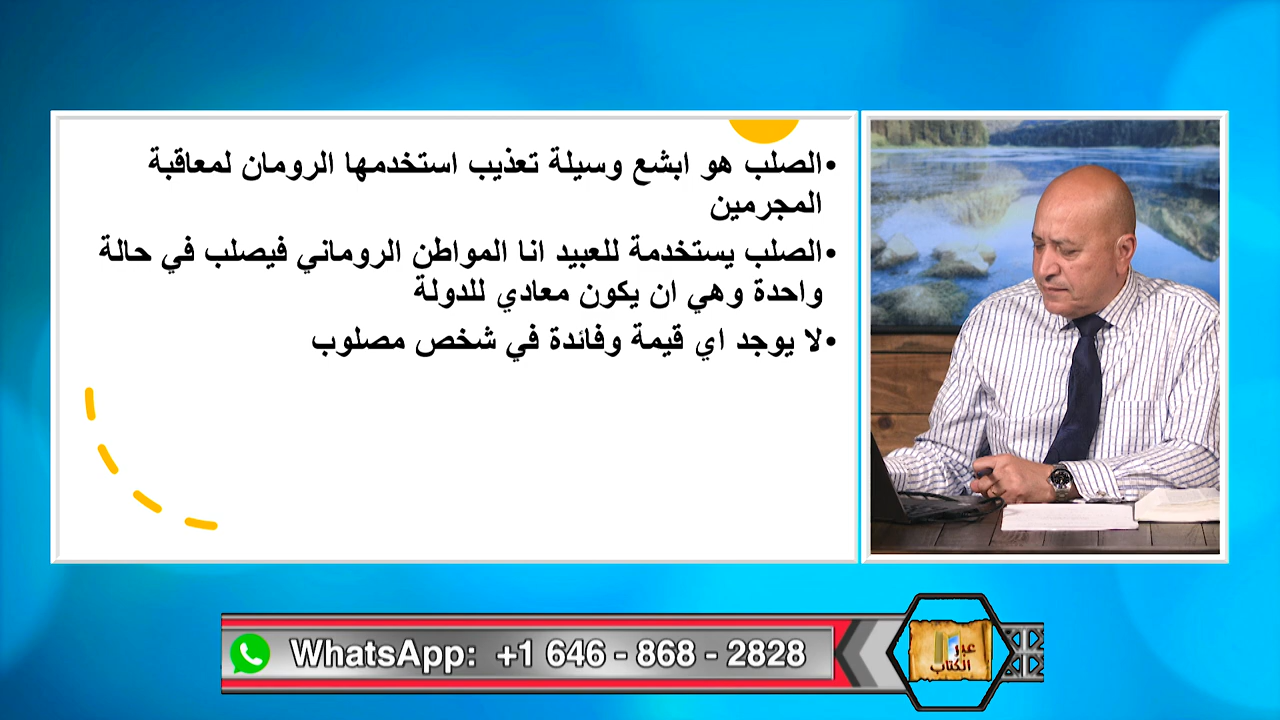 •الصلب هو ابشع وسيلة تعذيب استخدمها الرومان لمعاقبة
المجرمين
•الصلب يستخدمة للعبيد انا المواطن الروماني فيصلب في حالة
واحدة وهي ان يكون معادي للدولة
•لا يوجد اي قيمة وفائدة في شخص مصلوب
WhatsApp: +1 646 - 868 - 2828
عبر
الكتاب